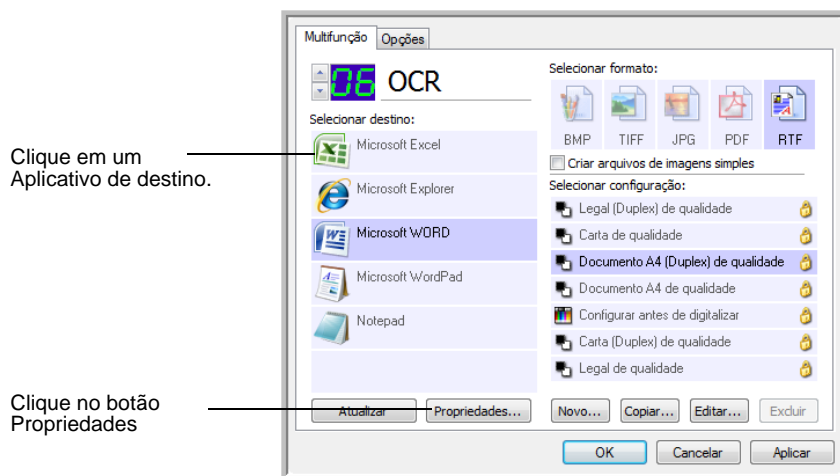 Multifunção
Opções
06 OCR
Selecionar destino:
Microsoft Excel
Microsoft Explorer
Microsoft WORD
Microsoft WordPad
Notepad
Atualizar
Propriedades...
Selecionar formato:
BMP TIFF JPG PDF RTF
Criar arquivos de imagens simples
Selecionar configuração:
Legal (Duplex) de qualidade
Carta de qualidade
Documento A4 (Duplex) de qualidade
Documento A4 de qualidade
Configurar antes de digitalizar
Carta (Duplex) de qualidade
Legal de qualidade
Novo... Copiar... Editar... Excluir
OK Cancelar Aplicar
Clique em um
Aplicativo de destino.
Clique no botão
Propriedades